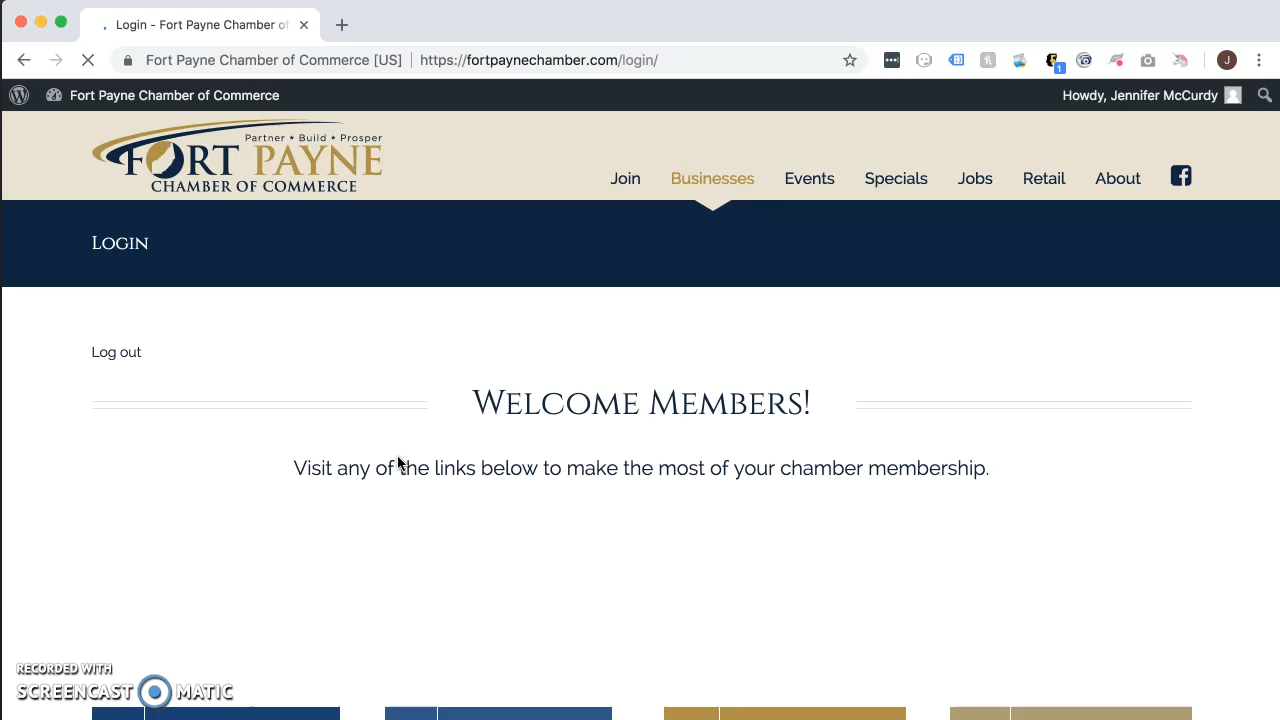 Login - Fort Payne Chamber of
Fort Payne Chamber of Commerce [US] https://fortpaynechamber.com/login/
1
J
Fort Payne Chamber of Commerce
Howdy, Jennifer McCurdy
Partner ★ Build ★ Prosper
FORT PAYNE
CHAMBER OF COMMERCE
Join Businesses Events Specials Jobs Retail About
Login
Log out
Welcome Members!
Visit any of the links below to make the most of your chamber membership.
RECORDED WITH
SCREENCAST MATIC